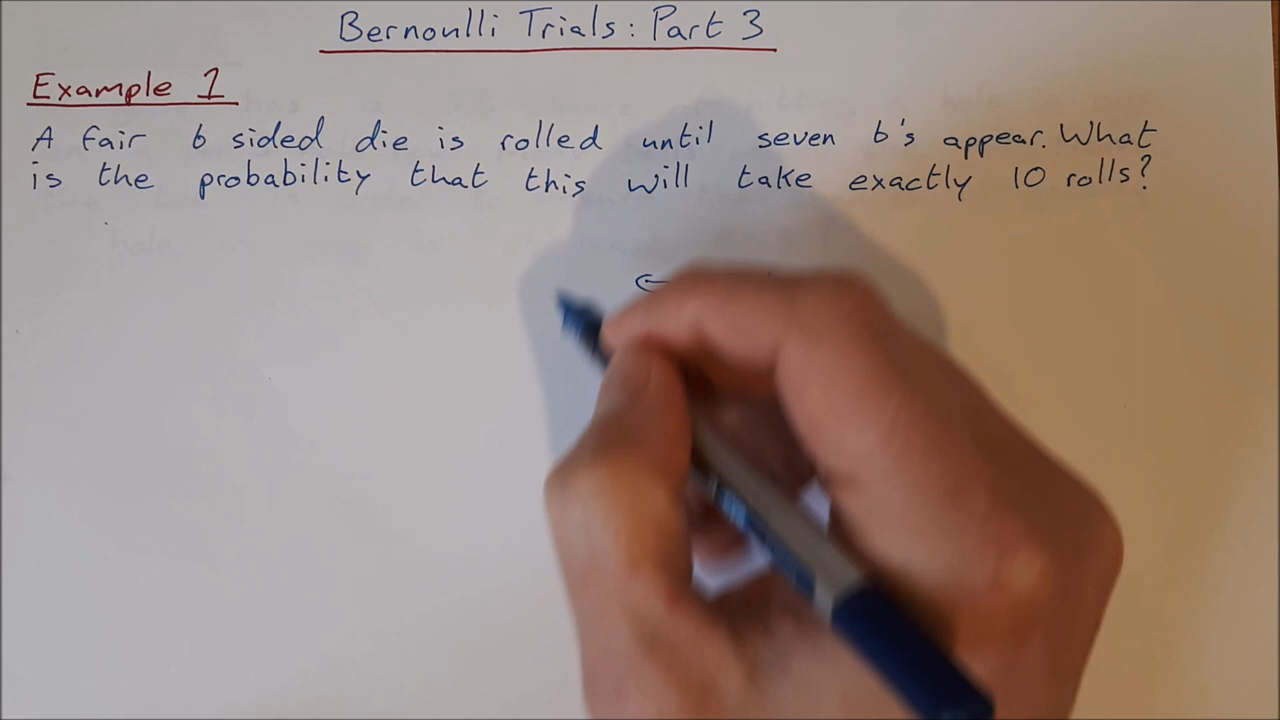 Bernoulli Trials: Part 3
Example 1
A fair 6 sided die is rolled until seven 6's appear. What
is the probability that this will take exactly 10 rolls?